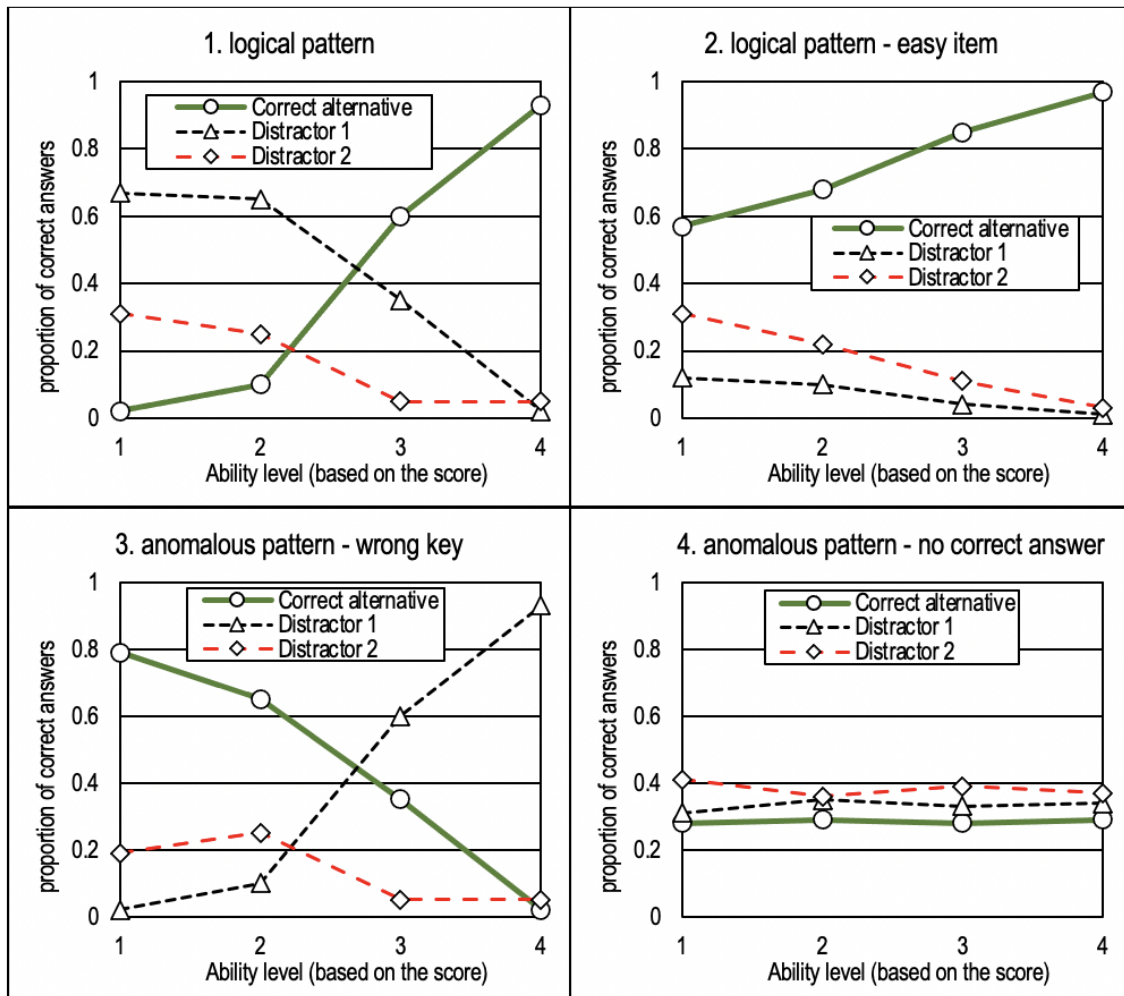 1. logical pattern
proportion of correct answers
1
0.8
0.6
0.4
0.2
0
Correct alternative
Distractor 1
Distractor 2
1 2 3 4
Ability level (based on the score)
2. logical pattern - easy item
proportion of correct answers
1
0.8
0.6
0.4
0.2
0
Correct alternative
Distractor 1
Distractor 2
1 2 3 4
Ability level (based on the score)
3. anomalous pattern - wrong key
proportion of correct answers
1
0.8
0.6
0.4
0.2
0
Correct alternative
Distractor 1
Distractor 2
1 2 3 4
Ability level (based on the score)
4. anomalous pattern - no correct answer
proportion of correct answers
1
0.8
0.6
0.4
0.2
0
Correct alternative
Distractor 1
Distractor 2
1 2 3 4
Ability level (based on the score)